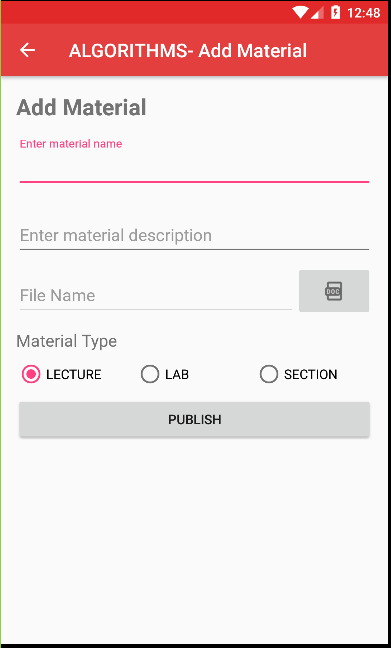 12:48
ALGORITHMS- Add Material
Add Material
Enter material name
Enter material description
File Name
DOC
Material Type
LECTURE LAB SECTION
PUBLISH